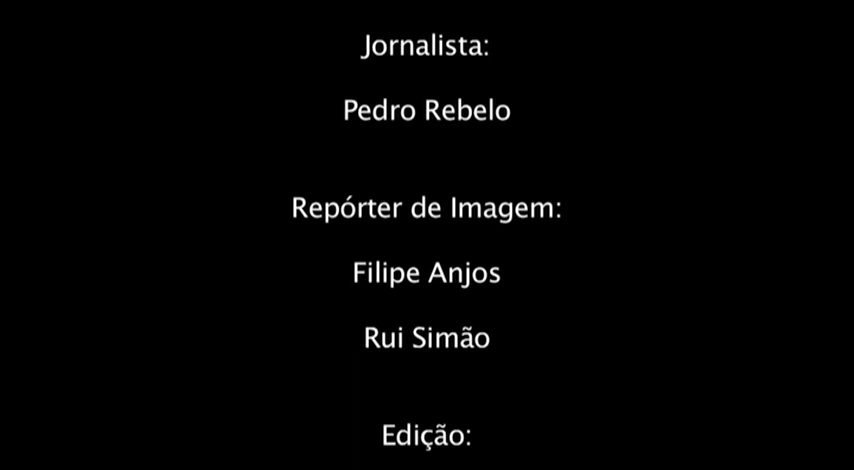 Jornalista:
Pedro Rebelo
Repórter de Imagem:
Filipe Anjos
Rui Simão
Edição: